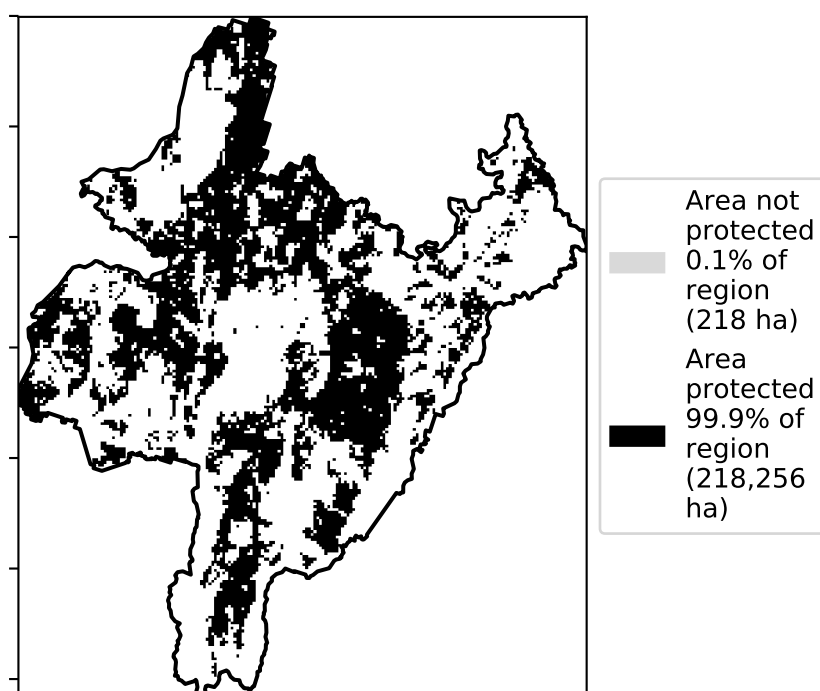 Area not
protected
0.1% of
region
(218 ha)
Area
protected
99.9% of
region
(218,256
ha)